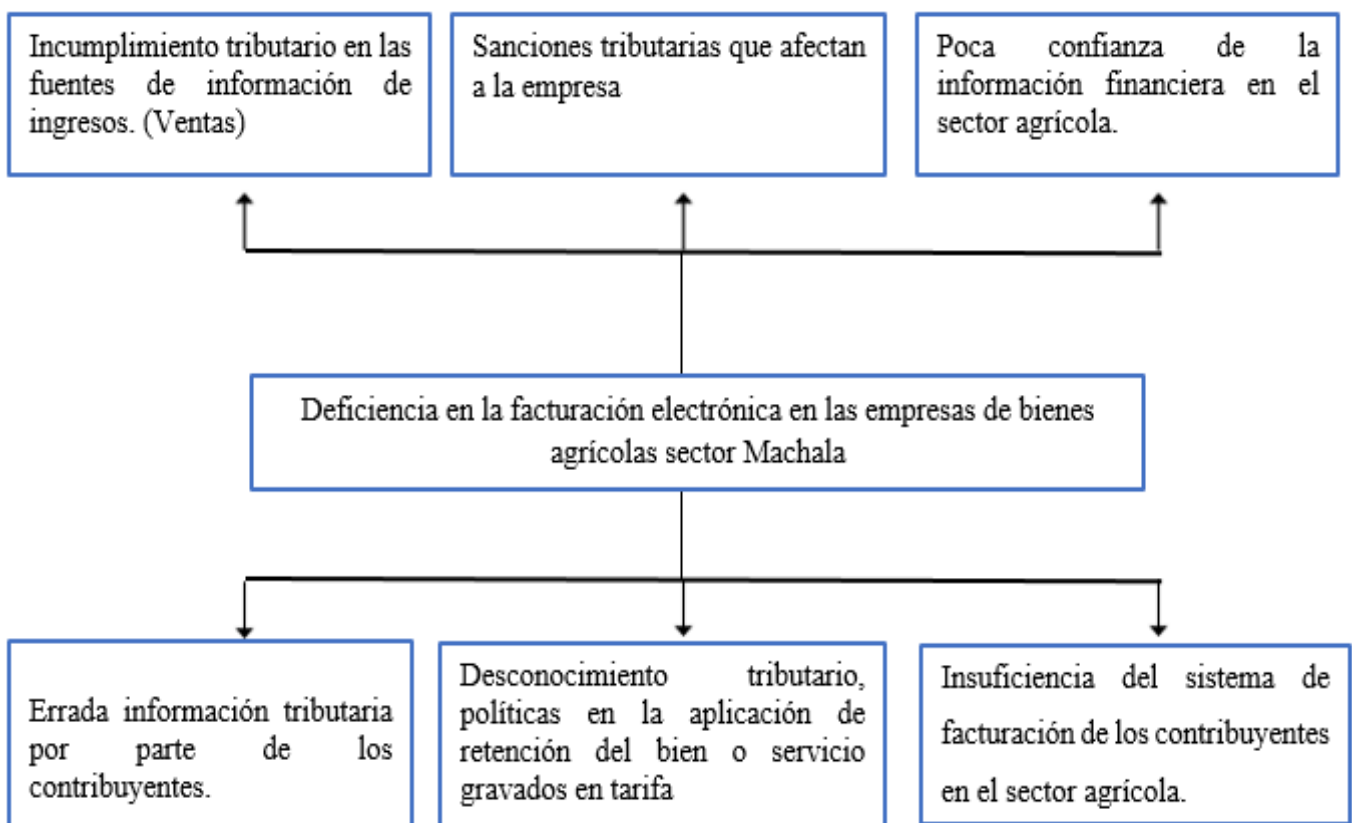 Incumplimiento tributario en las
fuentes de información de
ingresos. (Ventas)
Sanciones tributarias que afectan
a la empresa
Poca confianza de la
información financiera en el
sector agrícola.
Deficiencia en la facturación electrónica en las empresas de bienes
agrícolas sector Machala
Errada información tributaria
por parte de los
contribuyentes.
Desconocimiento tributario,
políticas en la aplicación de
retención del bien o servicio
gravados en tarifa
Insuficiencia del sistema de
facturación de los contribuyentes
en el sector agrícola.